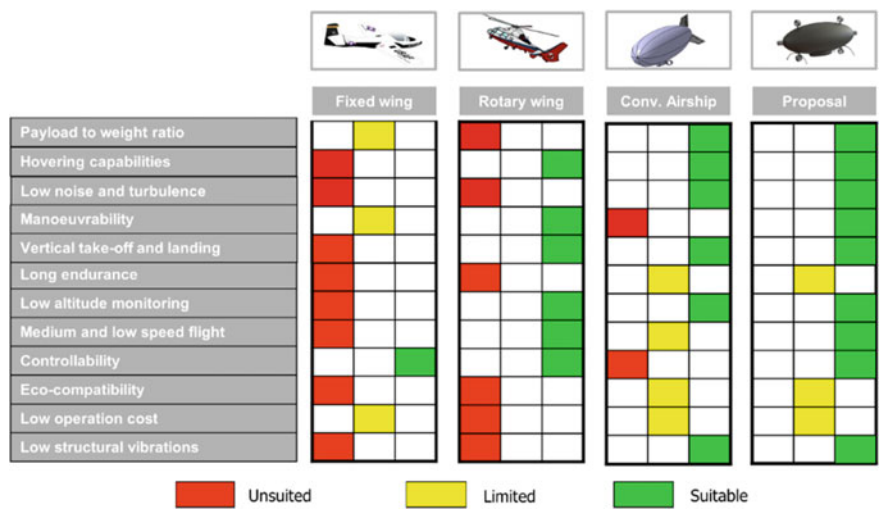 Fixed wing Rotary wing Conv. Airship Proposal
Payload to weight ratio
Hovering capabilities
Low noise and turbulence
Manoeuvrability
Vertical take-off and landing
Long endurance
Low altitude monitoring
Medium and low speed flight
Controllability
Eco-compatibility
Low operation cost
Low structural vibrations
Unsuited Limited Suitable